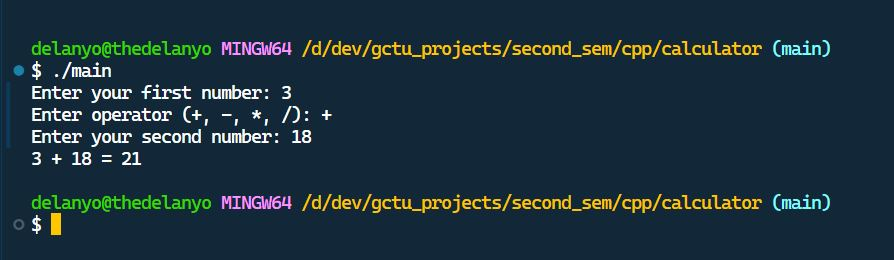 delanyo@thedelanyo MINGW64 /d/dev/gctu_projects/second_sem/cpp/calculator (main)
$ ./main
Enter your first number: 3
Enter operator (+, -, *, /): +
Enter your second number: 18
3 + 18 = 21
delanyo@thedelanyo MINGW64 /d/dev/gctu_projects/second_sem/cpp/calculator (main)
$